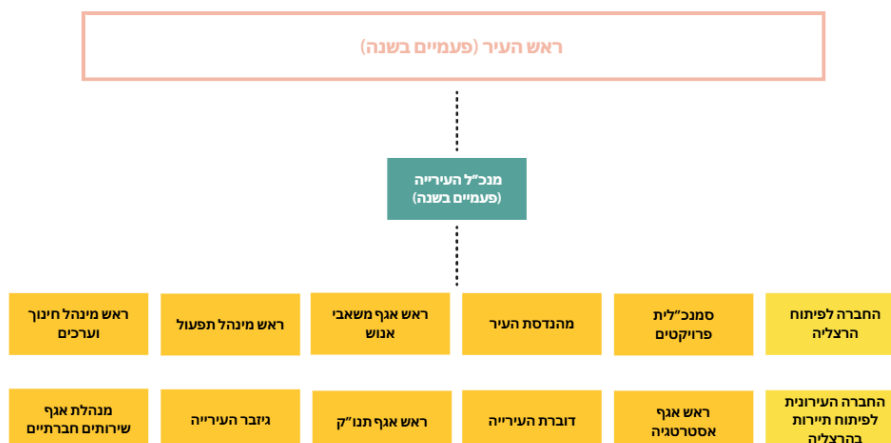 ראש העיר (פעמיים בשנה)
מנכ"ל העירייה
(פעמיים בשנה)
החברה לפיתוח
הרצליה
סמנכ"לית
פרויקטים
מהנדסת העיר
ראש אגף משאבי
אנוש
ראש מינהל תפעול
ראש מינהל חינוך
וערכים
החברה העירונית
לפיתוח תיירות
בהרצליה
ראש אגף
אסטרטגיה
דוברת העירייה
ראש אגף תנו"ק
גיזבר העירייה
מנהלת אגף
שירותים חברתיים